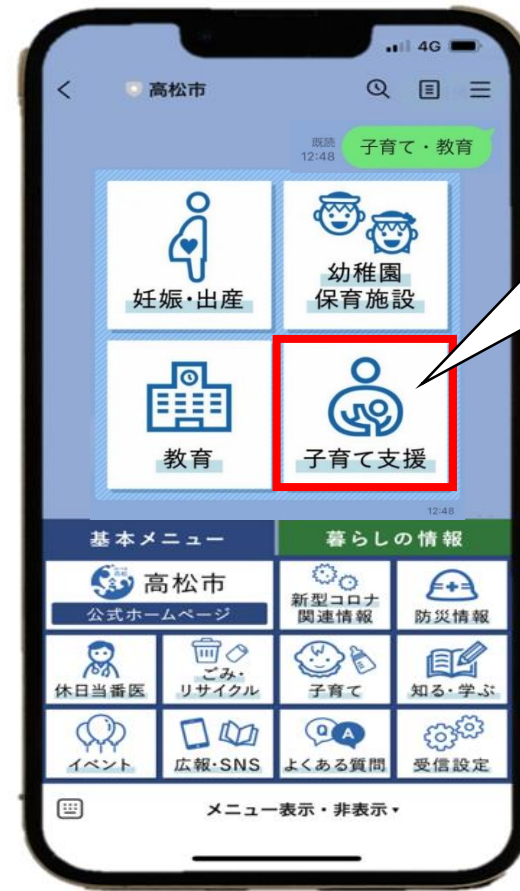 4G
高松市
既読
12:48
子育て・教育
妊娠・出産
幼稚園
保育施設
教育
子育て支援
12:48
基本メニュー
暮らしの情報
高松市
公式ホームページ
新型コロナ
関連情報
防災情報
休日当番医
ごみ・
リサイクル
子育て
知る・学ぶ
イベント
広報・SNS
Q A
よくある質問
受信設定
メニュー表示・非表示▾